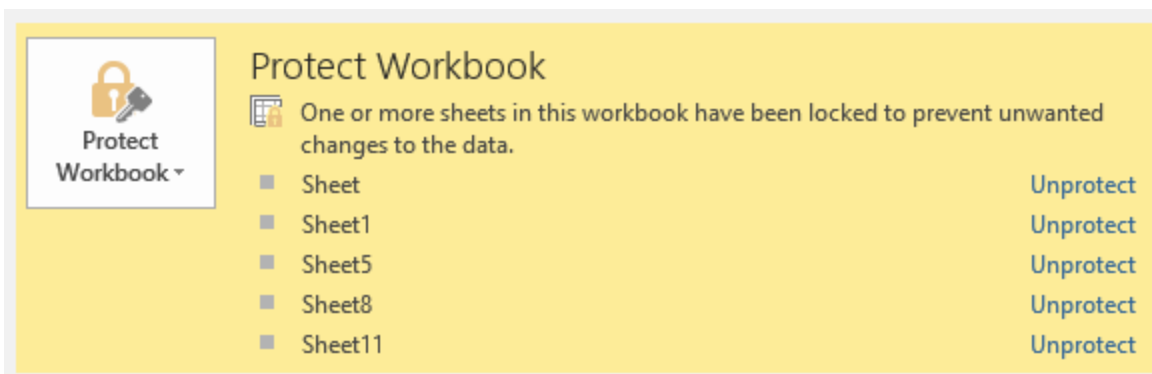 Protect Workbook
One or more sheets in this workbook have been locked to prevent unwanted
changes to the data.
Protect
Workbook
Sheet Unprotect
Sheet1 Unprotect
Sheet5 Unprotect
Sheet8 Unprotect
Sheet11 Unprotect